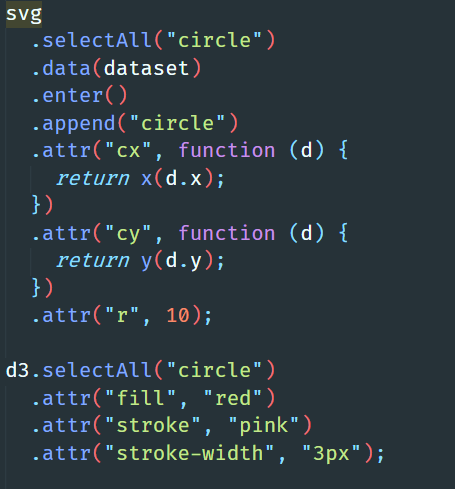 svg
  .selectAll("circle")
  .data(dataset)
  .enter()
  .append("circle")
  .attr("cx", function (d) {
    return x(d.x);
  })
  .attr("cy", function (d) {
    return y(d.y);
  })
  .attr("r", 10);

d3.selectAll("circle")
  .attr("fill", "red")
  .attr("stroke", "pink")
  .attr("stroke-width", "3px");